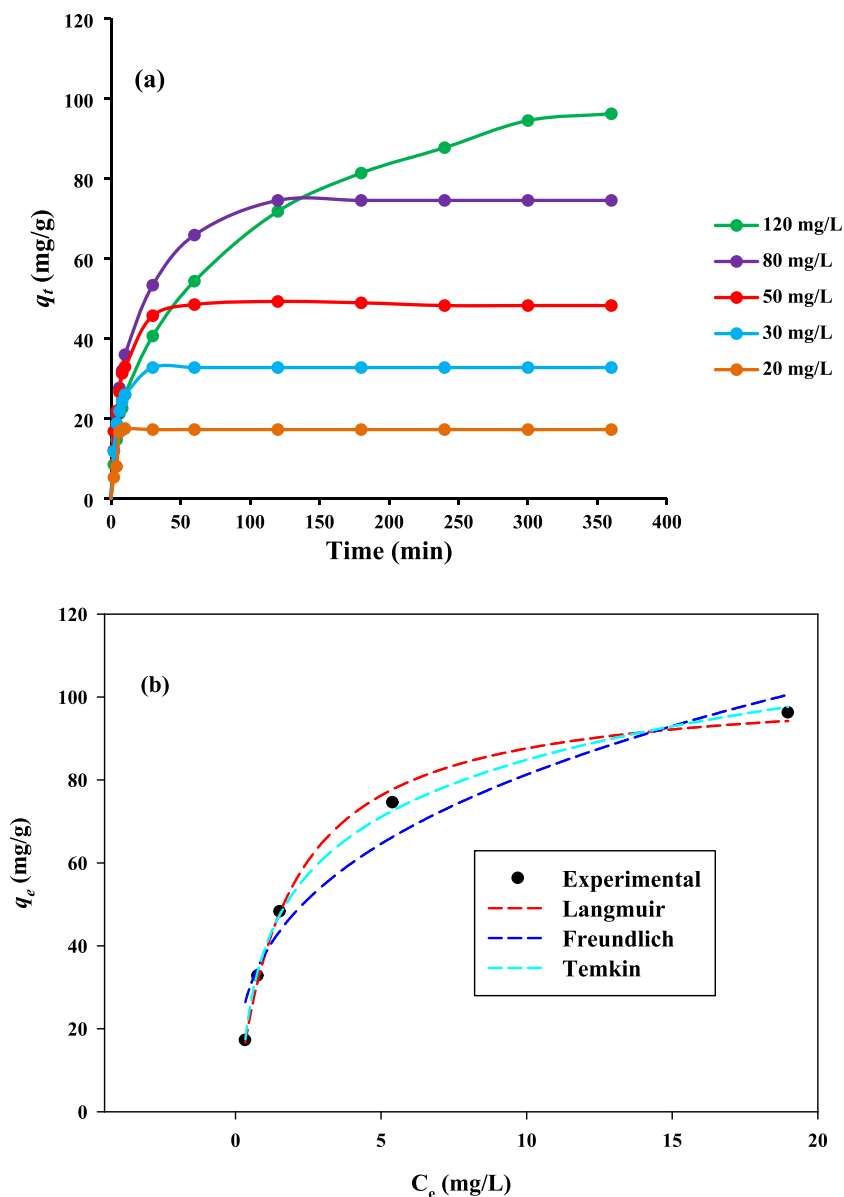 (a)
120
100
80
60
40
20
0
q_t (mg/g)
0 50 100 150 200 250 300 350 400
Time (min)
120 mg/L
80 mg/L
50 mg/L
30 mg/L
20 mg/L
(b)
120
100
80
60
40
20
0
q_e (mg/g)
Experimental
Langmuir
Freundlich
Temkin
0 5 10 15 20
C_e (mg/L)